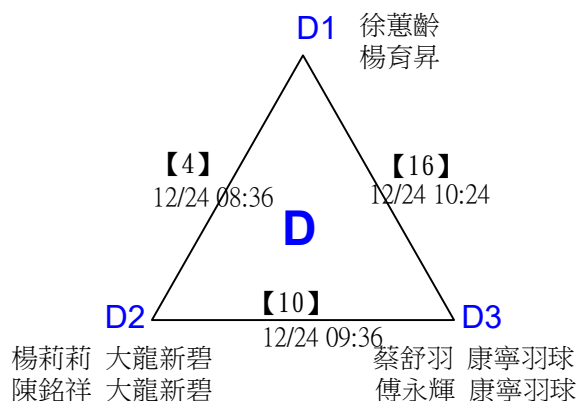 D1 徐蕙齡
楊育昇
【4】
12/24 08:36
【16】
12/24 10:24
D
【10】
12/24 09:36
D2
D3
楊莉莉 大龍新碧
陳銘祥 大龍新碧
蔡舒羽 康寧羽球
傅永輝 康寧羽球